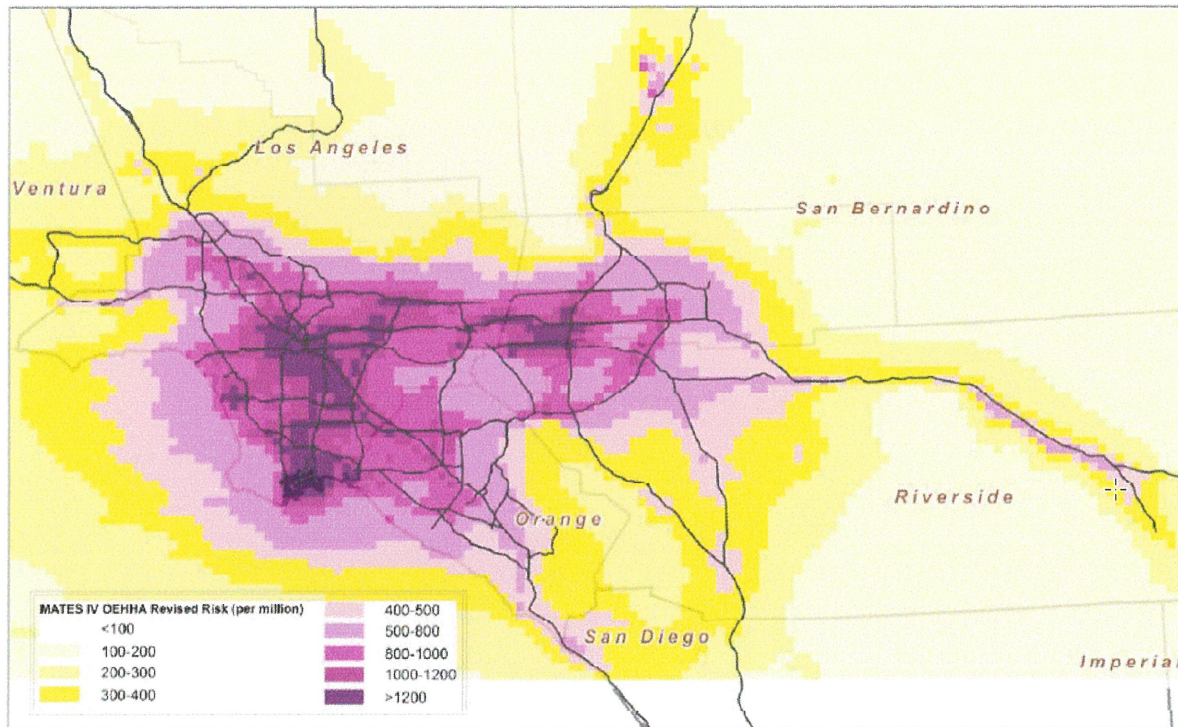 Los Angeles
Ventura
San Bernardino
Riverside
Orange
San Diego
Imperial
MATES IV OEHHA Revised Risk (per million)
<100
100-200
200-300
300-400
400-500
500-800
800-1000
1000-1200
>1200